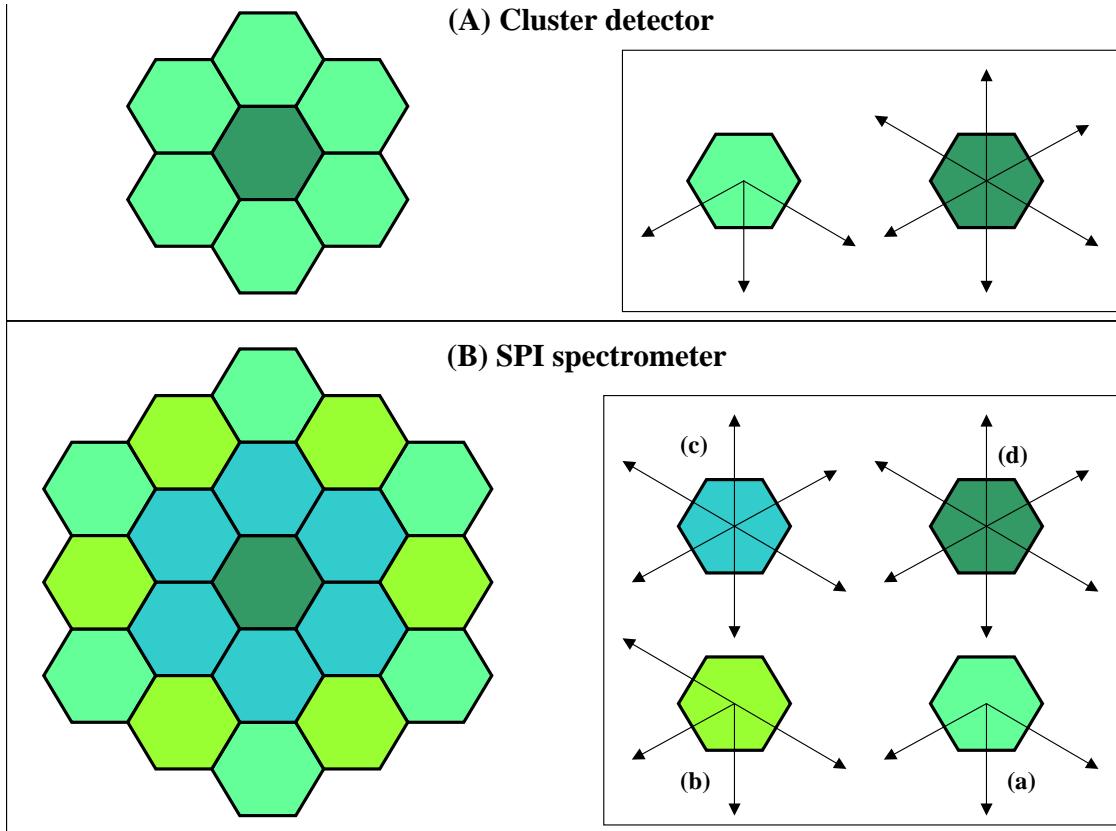 (A) Cluster detector
(B) SPI spectrometer
(c)
(d)
(b)
(a)